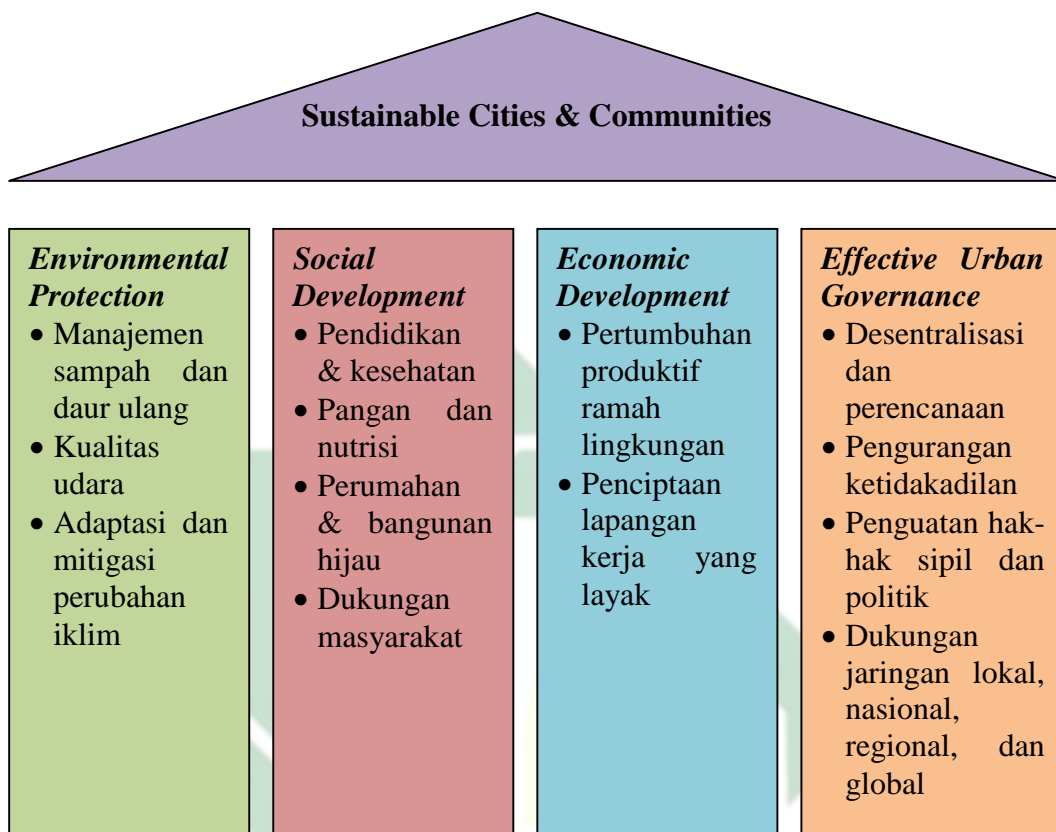 Sustainable Cities & Communities
Environmental
Protection
• Manajemen
sampah dan
daur ulang
• Kualitas
udara
• Adaptasi dan
mitigasi
perubahan
iklim
Social
Development
• Pendidikan
& kesehatan
• Pangan dan
nutrisi
• Perumahan
& bangunan
hijau
• Dukungan
masyarakat
Economic
Development
• Pertumbuhan
produktif
ramah
lingkungan
• Penciptaan
lapangan
kerja yang
layak
Effective Urban
Governance
• Desentralisasi
dan
perencanaan
• Pengurangan
ketidakadilan
• Penguatan hak-
hak sipil dan
politik
• Dukungan
jaringan lokal,
nasional,
regional, dan
global